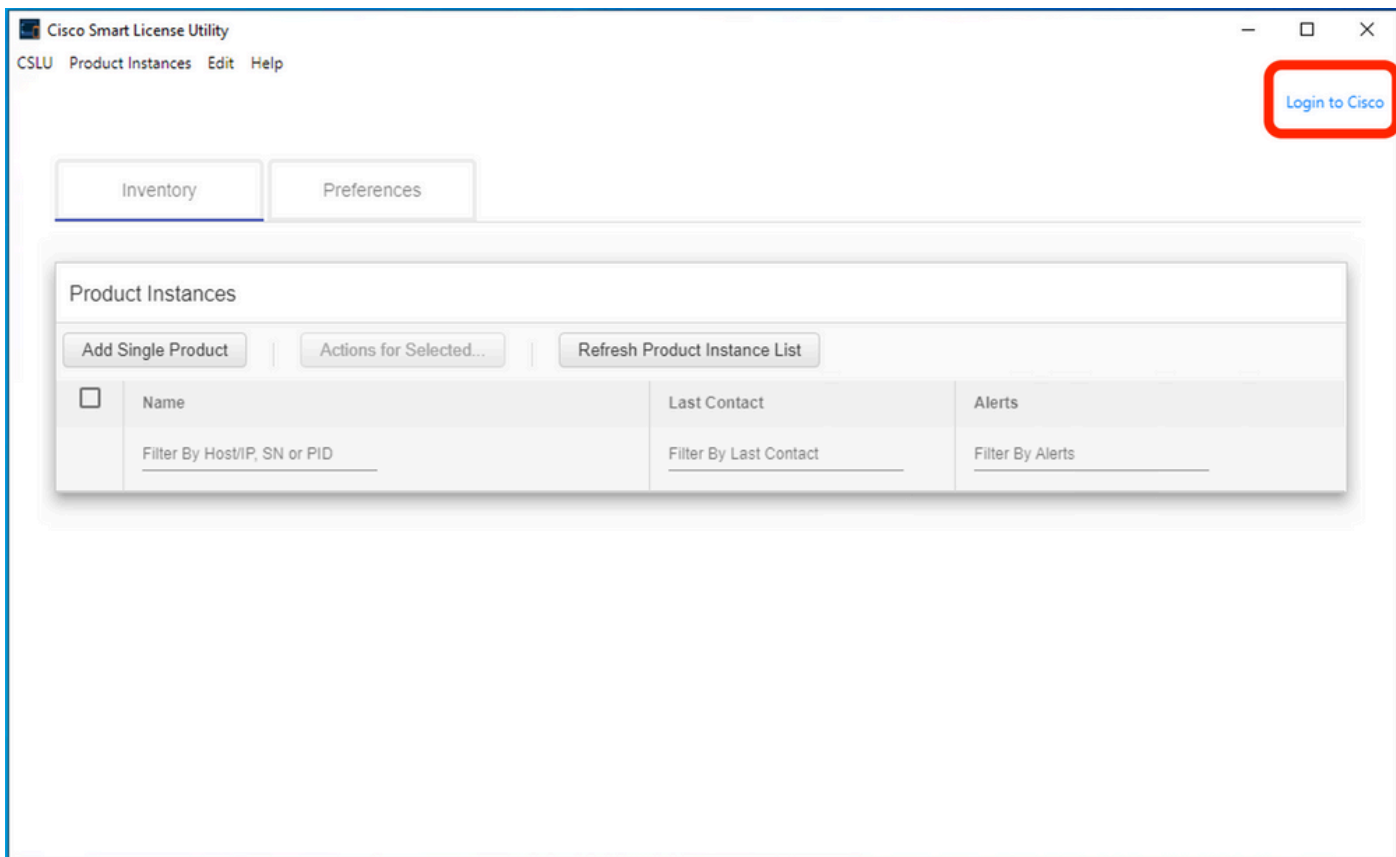 Cisco Smart License Utility
CSLU Product Instances Edit Help
Login to Cisco
Inventory Preferences
Product Instances
Add Single Product Actions for Selected... Refresh Product Instance List
Name Last Contact Alerts
Filter By Host/IP, SN or PID Filter By Last Contact Filter By Alerts